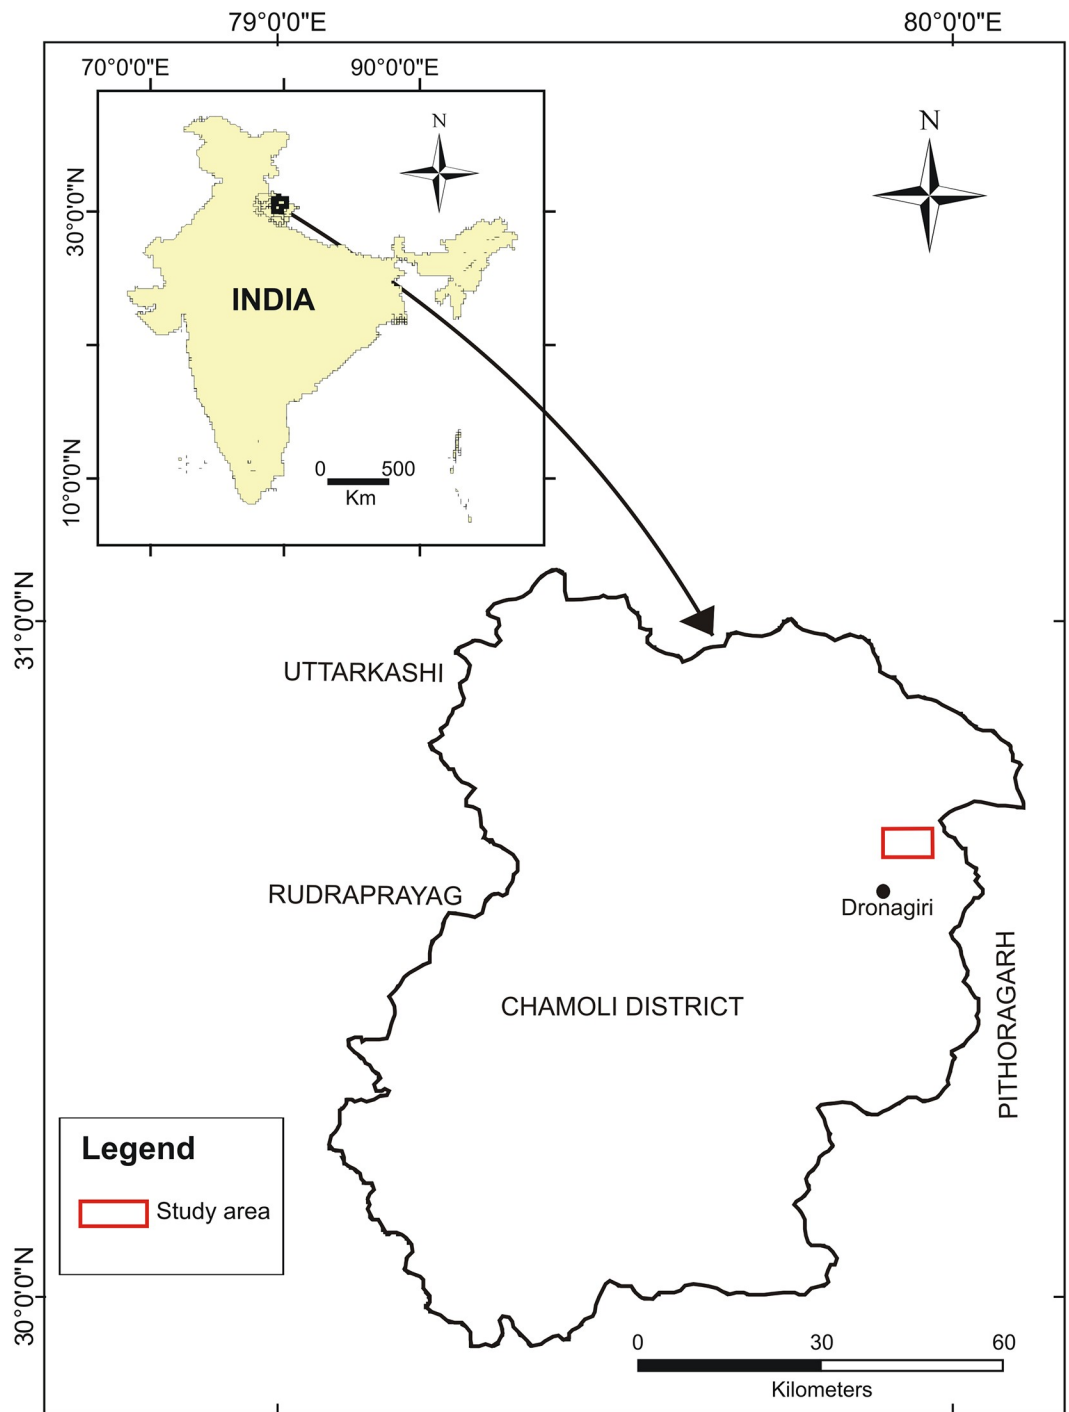 79°0'0"E
80°0'0"E
70°0'0"E
90°0'0"E
N
N
30°0'0"N
INDIA
10°0'0"N
0 500
Km
31°0'0"N
UTTARKASHI
RUDRAPRAYAG
Dronagiri
CHAMOLI DISTRICT
PITHORAGARH
Legend
Study area
30°0'0"N
0 30 60
Kilometers